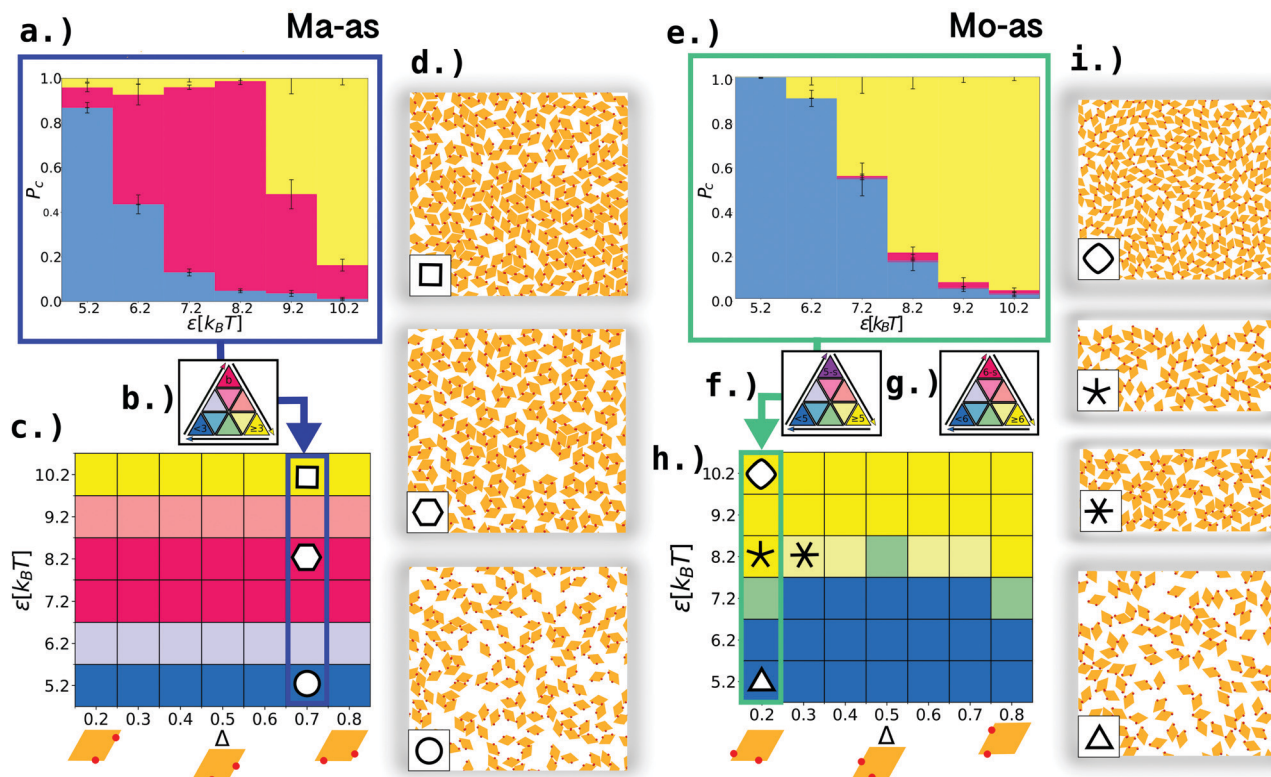 a.) Ma-as
1.0
0.8
0.6
0.4
0.2
0.0
P_c
5.2 6.2 7.2 8.2 9.2 10.2
ε[k_BT]
b.)
b
<3 ≥3
c.)
10.2
9.2
8.2
7.2
6.2
5.2
ε[k_BT]
0.2 0.3 0.4 0.5 0.6 0.7 0.8
Δ
d.)
e.) Mo-as
1.0
0.8
0.6
0.4
0.2
0.0
P_c
5.2 6.2 7.2 8.2 9.2 10.2
ε[k_BT]
f.)
5-s
<5 ≥5
g.)
6-s
<6 ≥6
h.)
10.2
9.2
8.2
7.2
6.2
5.2
ε[k_BT]
0.2 0.3 0.4 0.5 0.6 0.7 0.8
Δ
i.)